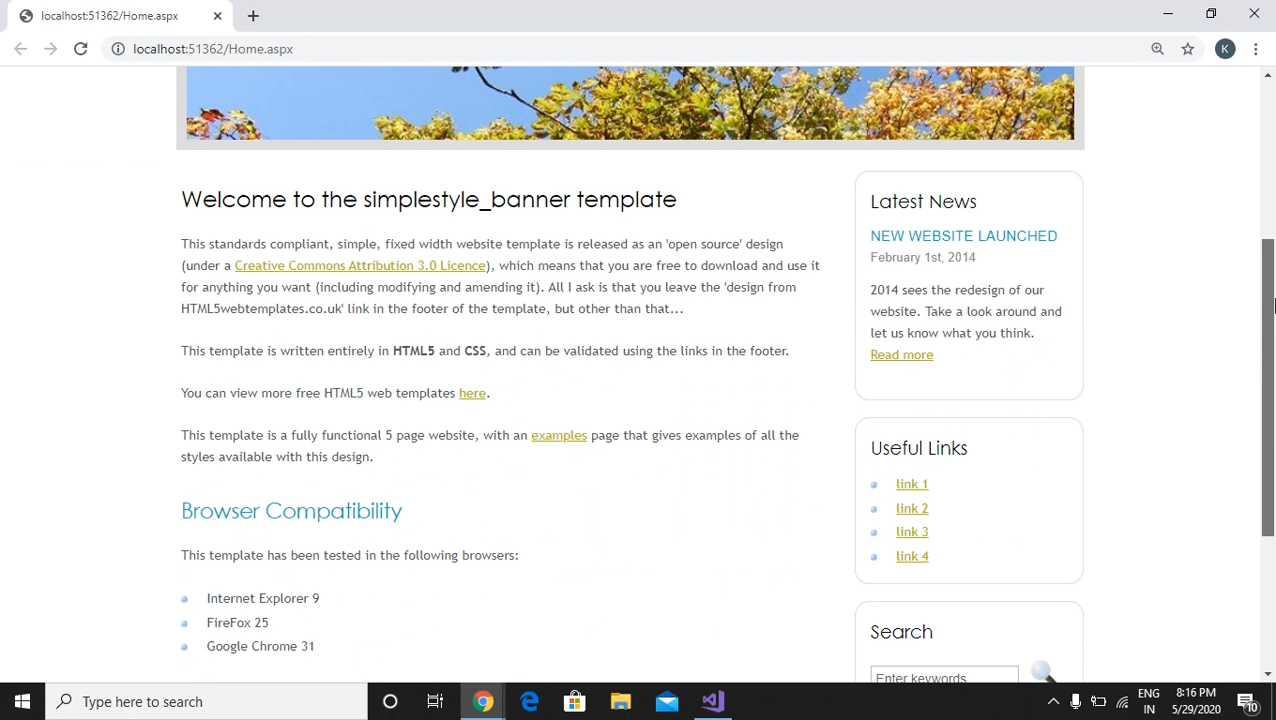 localhost:51362/Home.aspx
localhost:51362/Home.aspx
K
Welcome to the simplestyle_banner template
This standards compliant, simple, fixed width website template is released as an 'open source' design
(under a Creative Commons Attribution 3.0 Licence), which means that you are free to download and use it
for anything you want (including modifying and amending it). All I ask is that you leave the 'design from
HTML5webtemplates.co.uk' link in the footer of the template, but other than that...
This template is written entirely in HTML5 and CSS, and can be validated using the links in the footer.
You can view more free HTML5 web templates here.
This template is a fully functional 5 page website, with an examples page that gives examples of all the
styles available with this design.
Browser Compatibility
This template has been tested in the following browsers:
Internet Explorer 9
FireFox 25
Google Chrome 31
Latest News
NEW WEBSITE LAUNCHED
February 1st, 2014
2014 sees the redesign of our
website. Take a look around and
let us know what you think.
Read more
Useful Links
link 1
link 2
link 3
link 4
Search
Enter keywords
Type here to search
ENG
IN
8:16 PM
5/29/2020
10